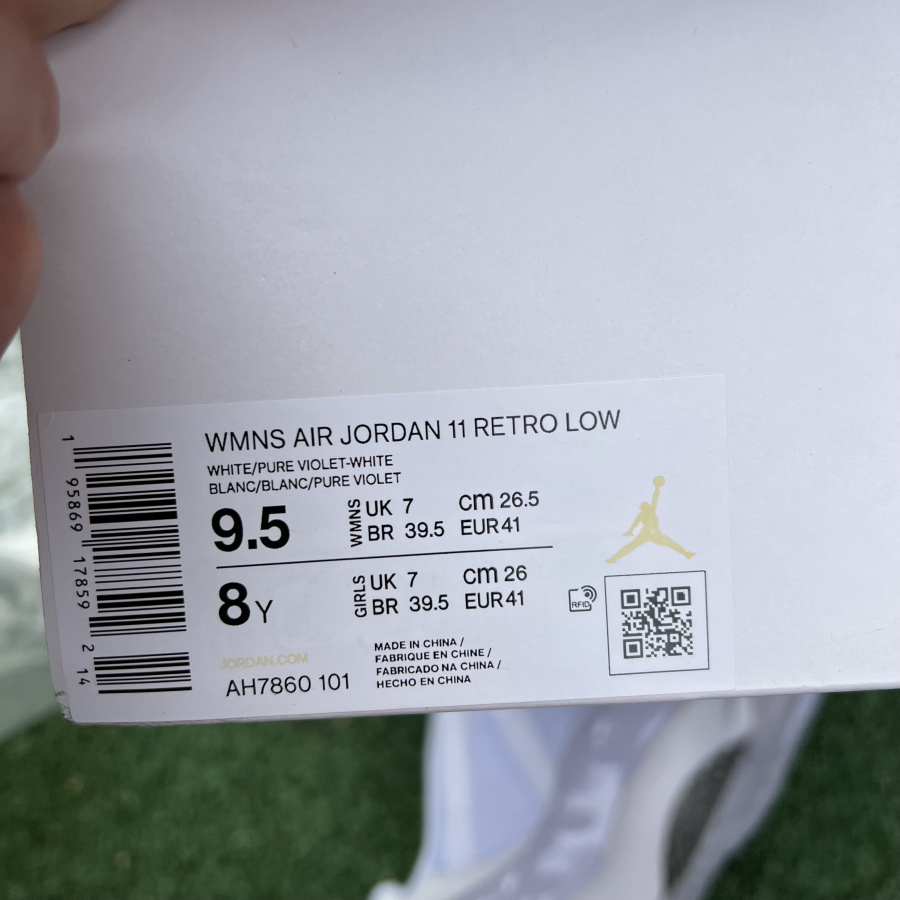 WMNS AIR JORDAN 11 RETRO LOW
WHITE/PURE VIOLET-WHITE
BLANC/BLANC/PURE VIOLET
9.5
WMNS
UK 7 cm 26.5
BR 39.5 EUR 41
8Y
GIRLS
UK 7 cm 26
BR 39.5 EUR 41
RFID
JORDAN.COM
AH7860 101
MADE IN CHINA /
FABRIQUE EN CHINE /
FABRICADO NA CHINA /
HECHO EN CHINA
1 95869 17859 2 14